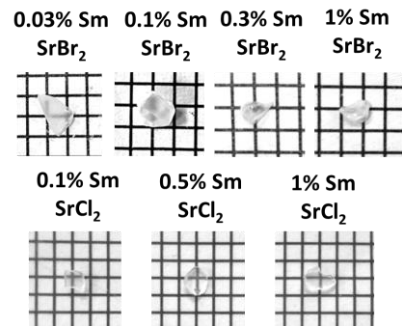 0.03% Sm 0.1% Sm 0.3% Sm 1% Sm
SrBr₂ SrBr₂ SrBr₂ SrBr₂
0.1% Sm 0.5% Sm 1% Sm
SrCl₂ SrCl₂ SrCl₂